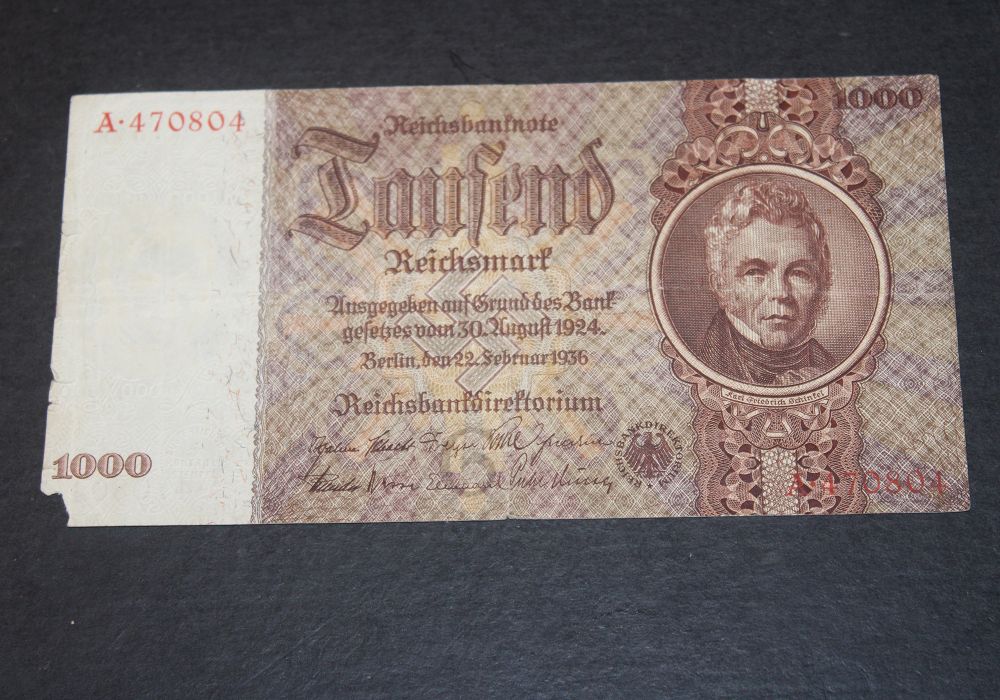 A·470804
1000
Reichsbanknote
Tausend
Reichsmark
Ausgegeben auf Grund des Bank-
gesetzes vom 30. August 1924.
Berlin, den 22. Februar 1936
Reichsbankdirektorium
REICHSBANKDIREKTORIUM
Karl Friedrich Schinkel
1000
A·470804